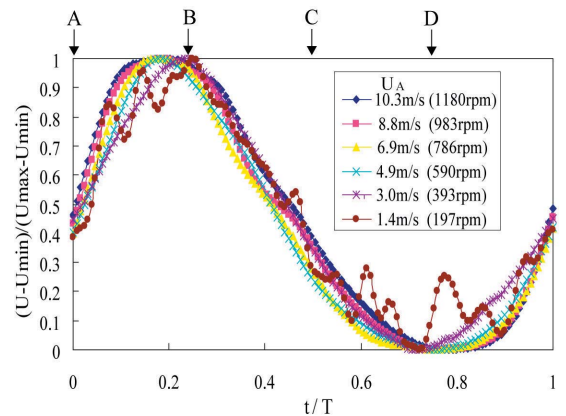 A B C D
1
0.9
0.8
0.7
0.6
0.5
0.4
0.3
0.2
0.1
0
(U-Umin)/(Umax-Umin)
UA
10.3m/s (1180rpm)
8.8m/s (983rpm)
6.9m/s (786rpm)
4.9m/s (590rpm)
3.0m/s (393rpm)
1.4m/s (197rpm)
0 0.2 0.4 0.6 0.8 1
t/T